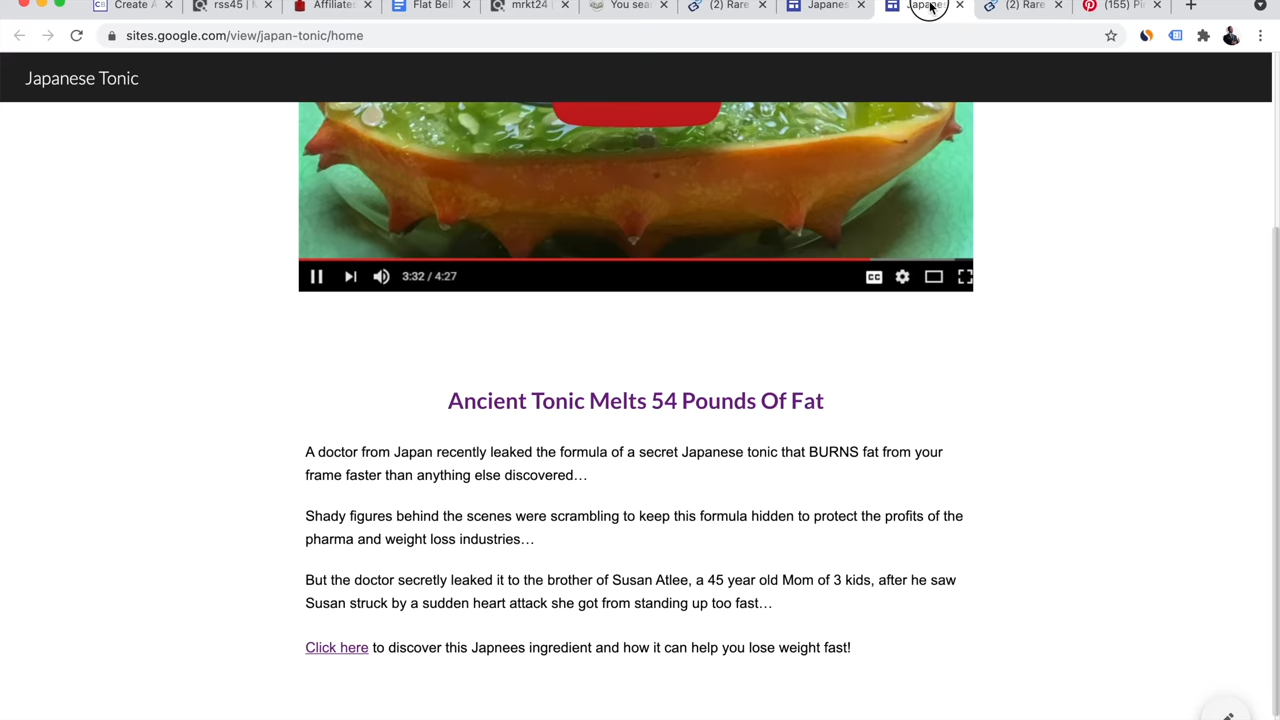 Create A
rss45 |
Affiliates
Flat Bell
mrkt24 (
You sea
(2) Rare
Japanes
Japanes
(2) Rare
(155) Pi
sites.google.com/view/japan-tonic/home
Japanese Tonic
3:32 / 4:27
CC
Ancient Tonic Melts 54 Pounds Of Fat
A doctor from Japan recently leaked the formula of a secret Japanese tonic that BURNS fat from your
frame faster than anything else discovered…
Shady figures behind the scenes were scrambling to keep this formula hidden to protect the profits of the
pharma and weight loss industries…
But the doctor secretly leaked it to the brother of Susan Atlee, a 45 year old Mom of 3 kids, after he saw
Susan struck by a sudden heart attack she got from standing up too fast…
Click here to discover this Japnees ingredient and how it can help you lose weight fast!